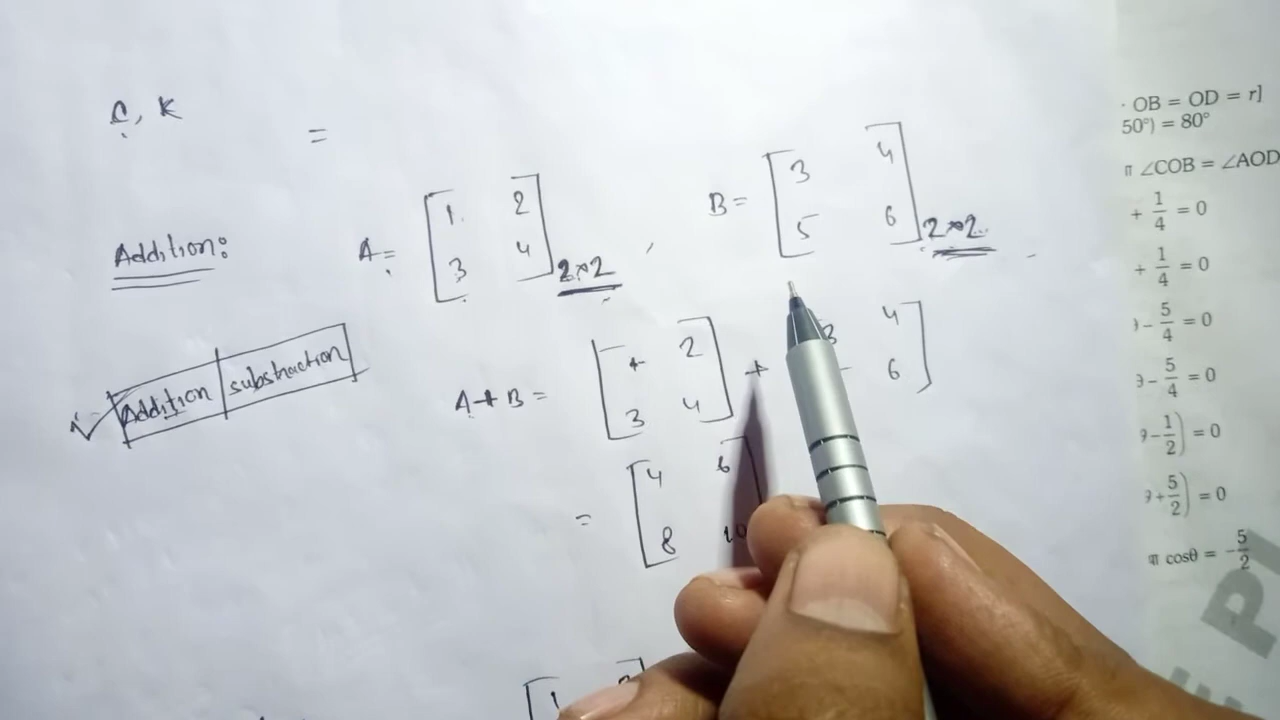 C, K
=
Addition:
A = [1 2
3 4] 2×2 ,
B = [3 4
5 6] 2×2
Addition | substraction
A + B = [1 2
3 4] + [3 4
6]
= [4 6
8 10
[1
· OB = OD = r]
50°) = 80°
∠COB = ∠AOD
+ 1/4 = 0
+ 1/4 = 0
- 5/4 = 0
- 5/4 = 0
- 1/2) = 0
+ 5/2) = 0
cosθ = - 5/2